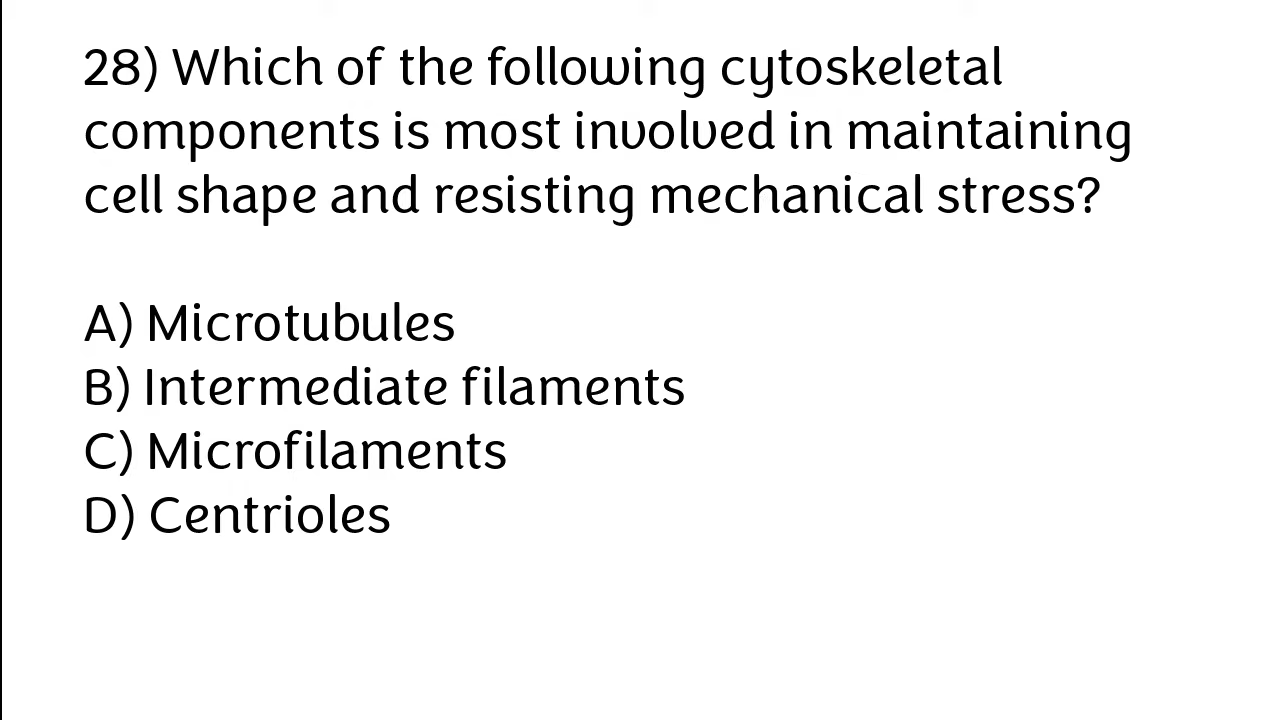 28) Which of the following cytoskeletal
components is most involved in maintaining
cell shape and resisting mechanical stress?
A) Microtubules
B) Intermediate filaments
C) Microfilaments
D) Centrioles